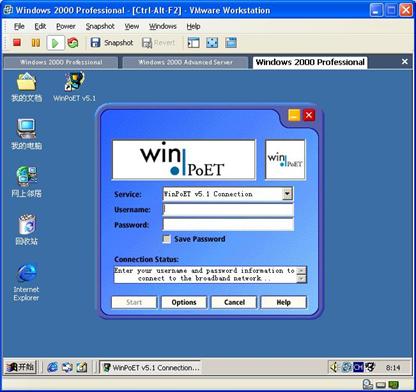 Windows 2000 Professional - [Ctrl-Alt-F2] - VMware Workstation
File Edit Power Snapshot View Windows Help
Snapshot Revert
Windows 2000 Professional Windows 2000 Advanced Server Windows 2000 Professional
我的文档 WinPoET v5.1
我的电脑
网上邻居
回收站
Internet
Explorer
win PoET
win PoET
Service: WinPoET v5.1 Connection
Username:
Password:
Save Password
Connection Status:
Enter your username and password information to
connect to the broadband network...
Start Options Cancel Help
开始 WinPoET v5.1 Connection... CH 8:14